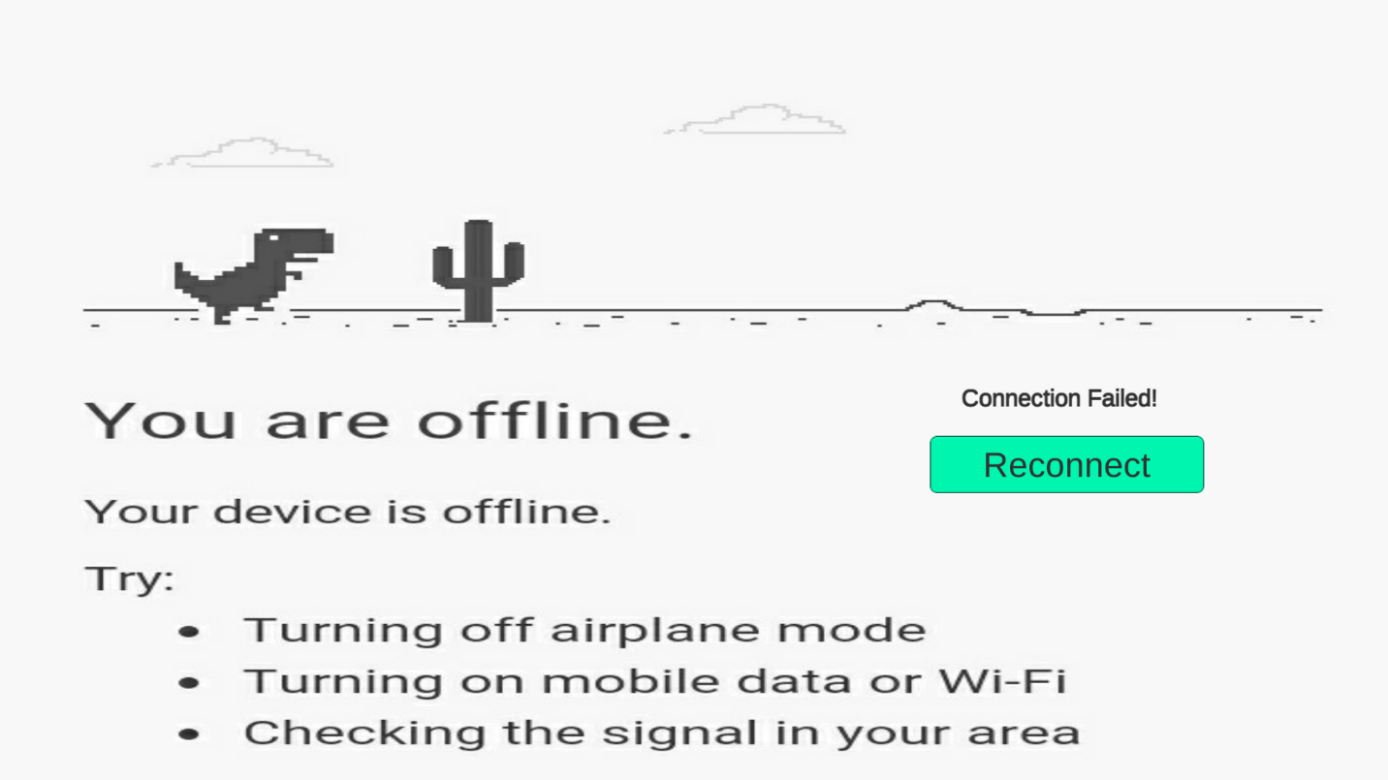 You are offline.
Connection Failed!
Reconnect
Your device is offline.
Try:
• Turning off airplane mode
• Turning on mobile data or Wi-Fi
• Checking the signal in your area